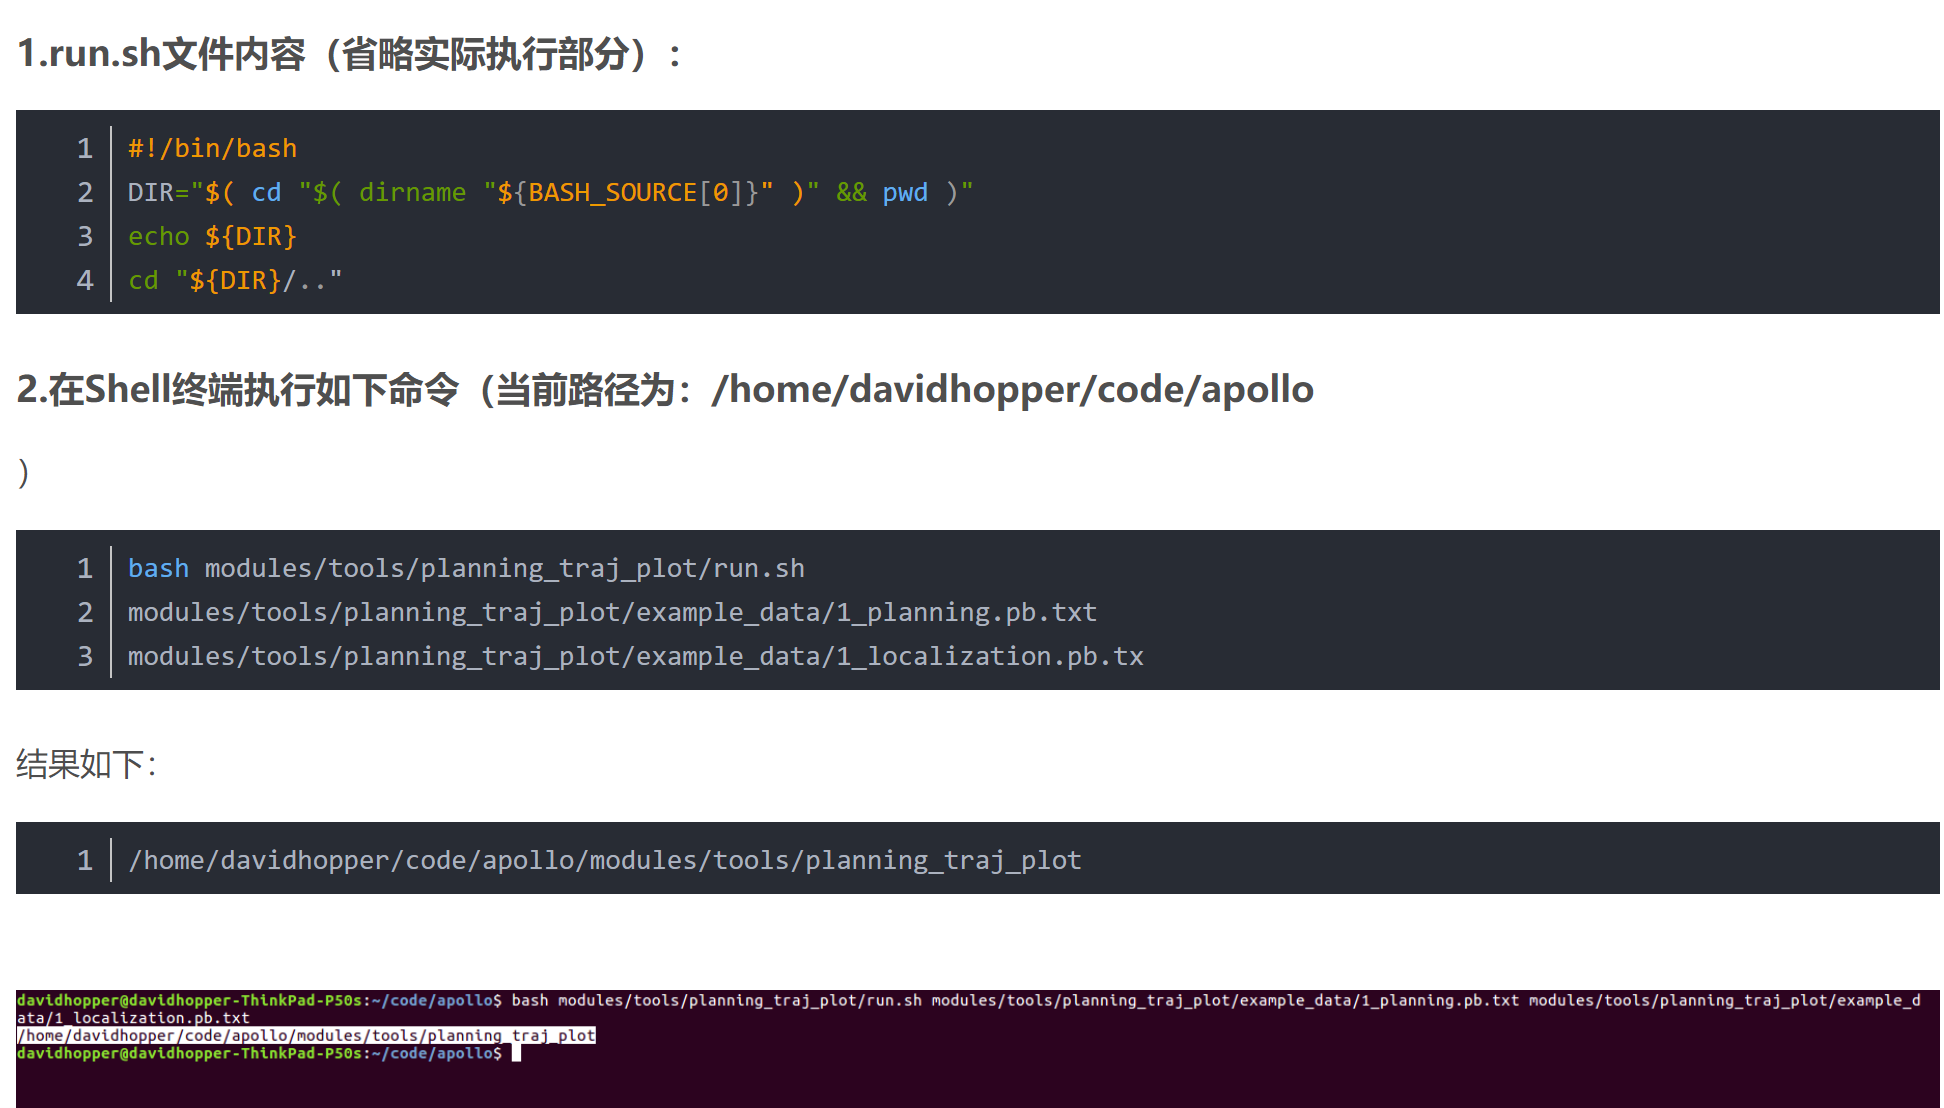 1.run.sh文件内容（省略实际执行部分）：
1 #!/bin/bash
2 DIR="$( cd "$( dirname "${BASH_SOURCE[0]}" )" && pwd )"
3 echo ${DIR}
4 cd "${DIR}/.."
2.在Shell终端执行如下命令（当前路径为：/home/davidhopper/code/apollo
）
1 bash modules/tools/planning_traj_plot/run.sh
2 modules/tools/planning_traj_plot/example_data/1_planning.pb.txt
3 modules/tools/planning_traj_plot/example_data/1_localization.pb.tx
结果如下：
1 /home/davidhopper/code/apollo/modules/tools/planning_traj_plot
davidhopper@davidhopper-ThinkPad-P50s:~/code/apollo$ bash modules/tools/planning_traj_plot/run.sh modules/tools/planning_traj_plot/example_data/1_planning.pb.txt modules/tools/planning_traj_plot/example_d
ata/1_localization.pb.txt
/home/davidhopper/code/apollo/modules/tools/planning_traj_plot
davidhopper@davidhopper-ThinkPad-P50s:~/code/apollo$